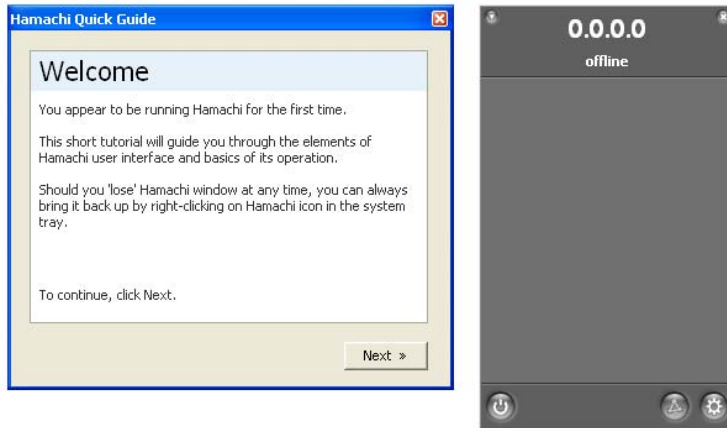 Hamachi Quick Guide
Welcome
You appear to be running Hamachi for the first time.
This short tutorial will guide you through the elements of
Hamachi user interface and basics of its operation.
Should you 'lose' Hamachi window at any time, you can always
bring it back up by right-clicking on Hamachi icon in the system
tray.
To continue, click Next.
Next »
0.0.0.0
offline